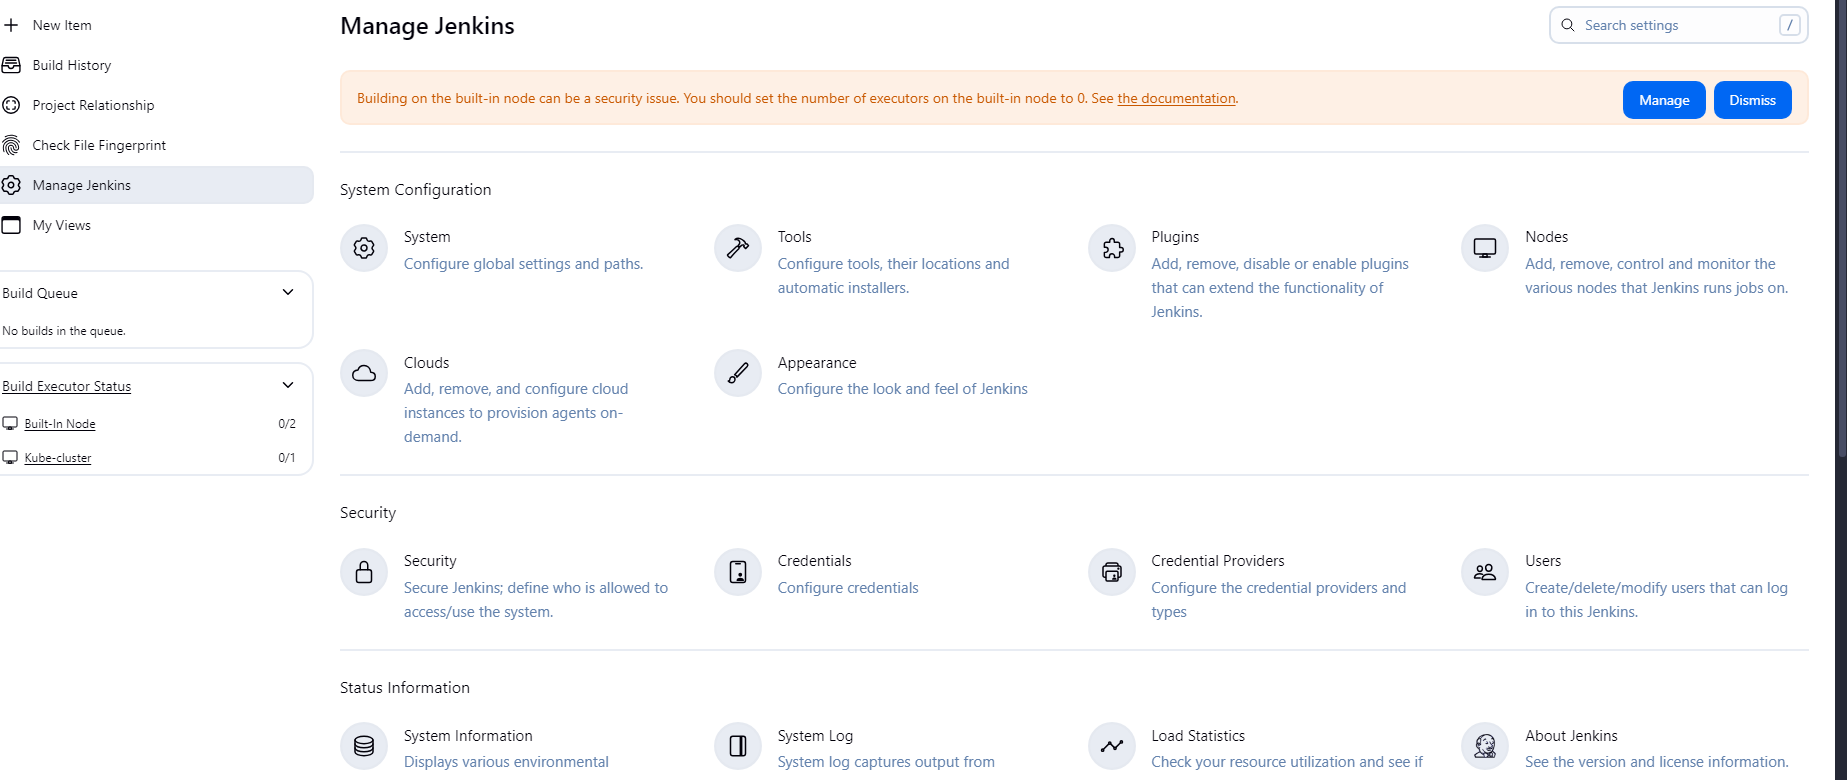 New Item
Build History
Project Relationship
Check File Fingerprint
Manage Jenkins
My Views
Build Queue
No builds in the queue.
Build Executor Status
Built-In Node 0/2
Kube-cluster 0/1
Manage Jenkins
Search settings /
Building on the built-in node can be a security issue. You should set the number of executors on the built-in node to 0. See the documentation.
Manage
Dismiss
System Configuration
System
Configure global settings and paths.
Tools
Configure tools, their locations and
automatic installers.
Plugins
Add, remove, disable or enable plugins
that can extend the functionality of
Jenkins.
Nodes
Add, remove, control and monitor the
various nodes that Jenkins runs jobs on.
Clouds
Add, remove, and configure cloud
instances to provision agents on-
demand.
Appearance
Configure the look and feel of Jenkins
Security
Security
Secure Jenkins; define who is allowed to
access/use the system.
Credentials
Configure credentials
Credential Providers
Configure the credential providers and
types
Users
Create/delete/modify users that can log
in to this Jenkins.
Status Information
System Information
Displays various environmental
System Log
System log captures output from
Load Statistics
Check your resource utilization and see if
About Jenkins
See the version and license information.